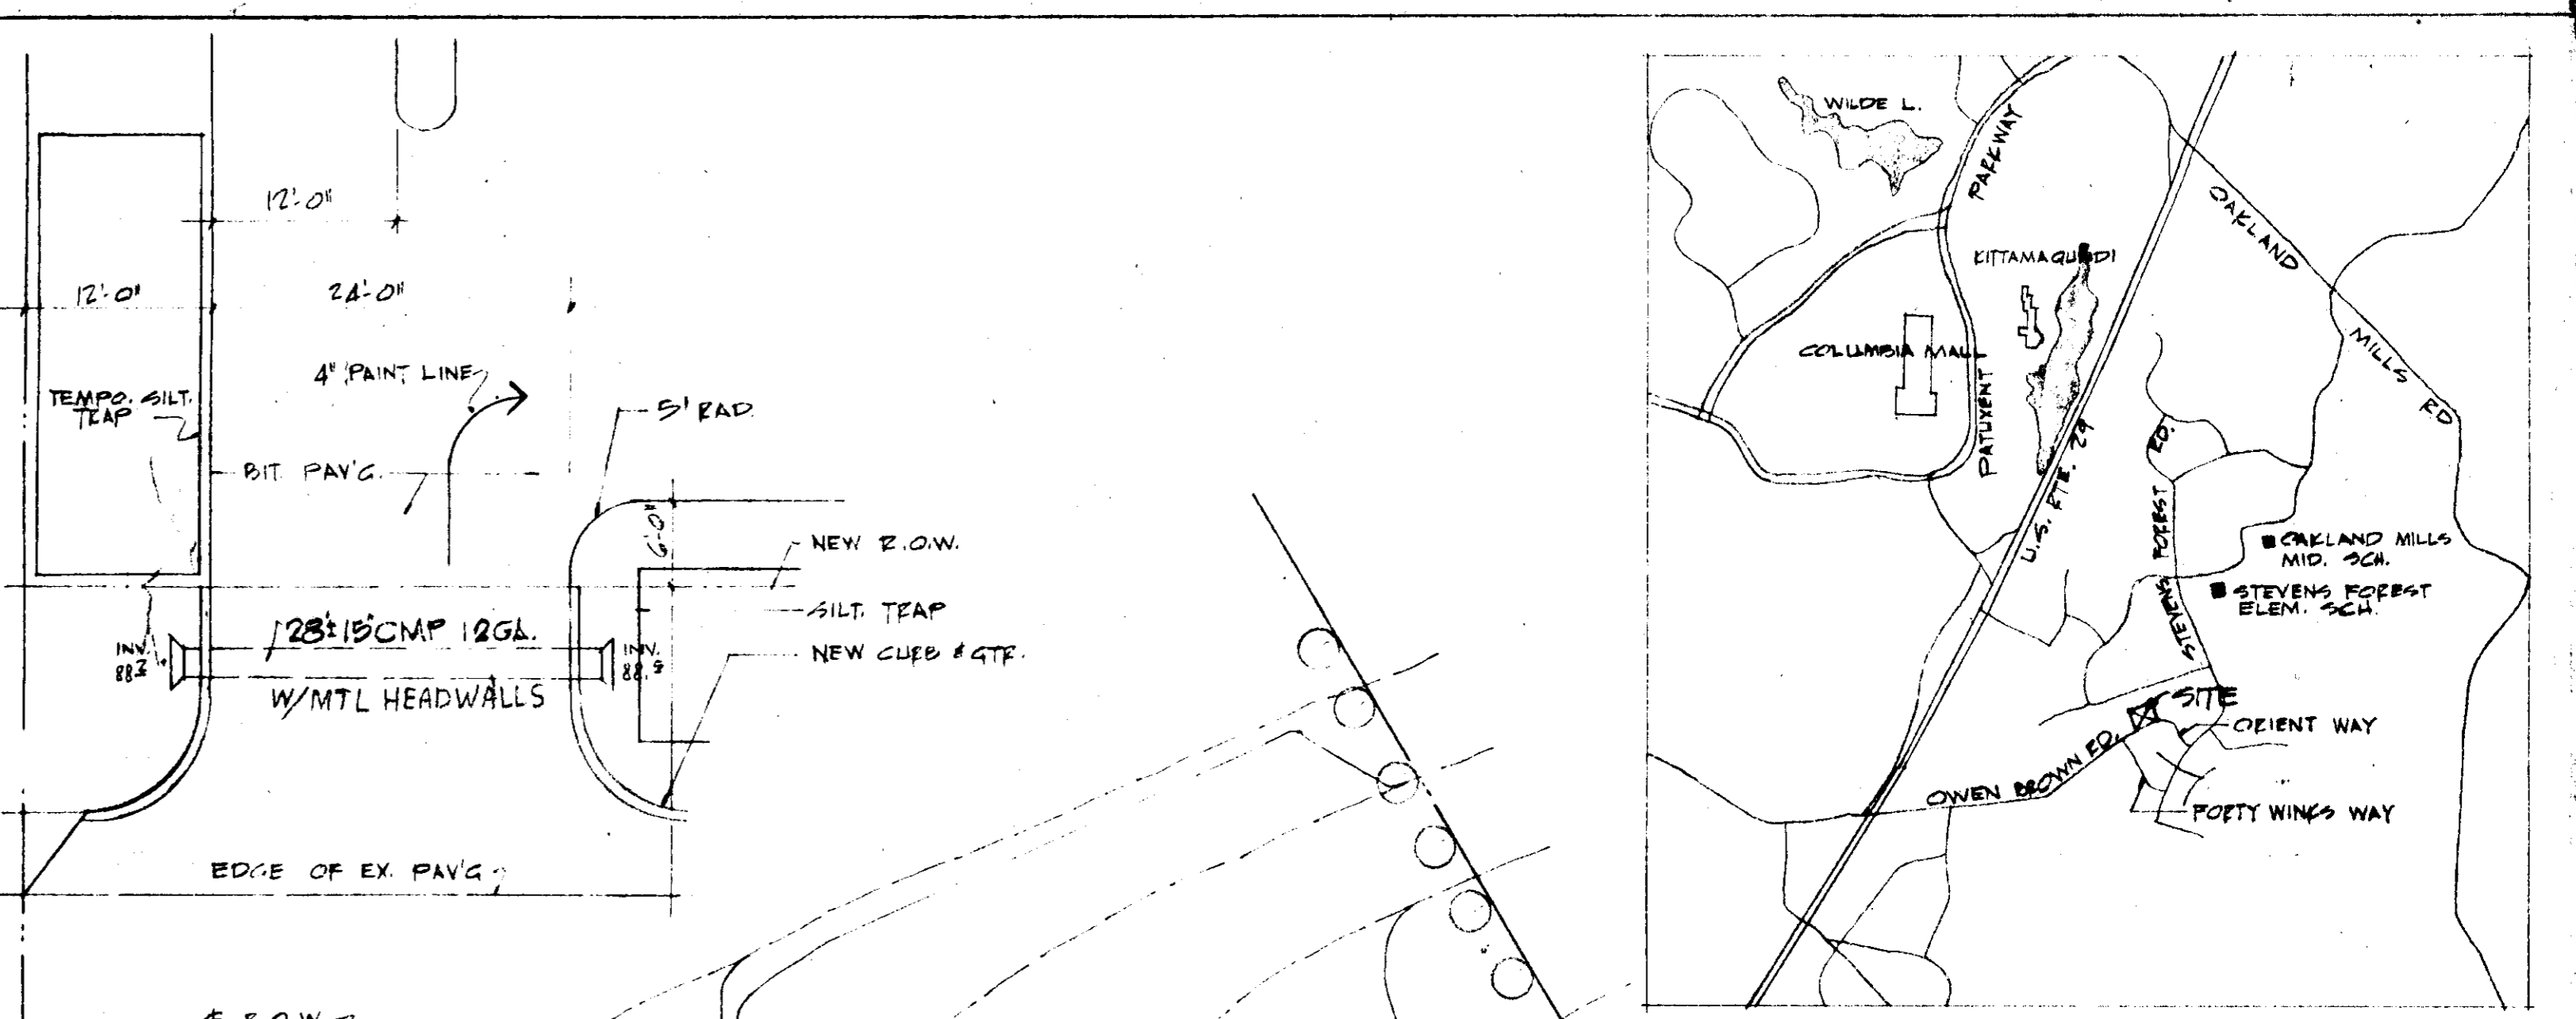 12'-0"
12'-0"
24'-0"
4" PAINT LINE
TEMPO. SILT.
TRAP
5' RAD.
BIT. PAV'G.
6'-0"
NEW R.O.W.
SILT. TRAP
28'±15"CMP 12GA.
INV.
INV.
NEW CURB & GTR.
W/MTL HEADWALLS
EDGE OF EX. PAV'G
R.O.W.
WILDE L.
PARKWAY
OAKLAND
KITTAMAQUNDI
COLUMBIA MALL
MILLS
RD
PATUXENT
U.S. RTE. 29
STEVENS FOREST RD.
OAKLAND MILLS
MID. SCH.
STEVENS FOREST
ELEM. SCH.
SITE
ORIENT WAY
OWEN BROWN RD.
FORTY WINKS WAY